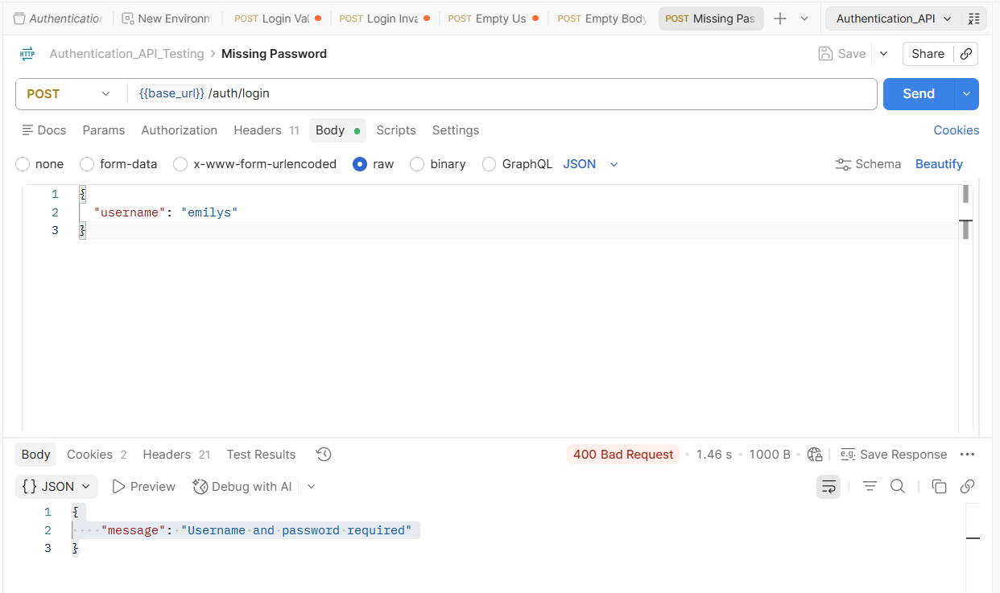 Authentication New Environm POST Login Val POST Login Inva POST Empty Us POST Empty Body POST Missing Pas Authentication_API
HTTP Authentication_API_Testing > Missing Password Save Share
POST {{base_url}} /auth/login Send
Docs Params Authorization Headers 11 Body Scripts Settings Cookies
none form-data x-www-form-urlencoded raw binary GraphQL JSON Schema Beautify
1 {
2 "username": "emilys"
3 }
Body Cookies 2 Headers 21 Test Results 400 Bad Request • 1.46 s • 1000 B • e.g. Save Response
{} JSON Preview Debug with AI
1 {
2 "message": "Username and password required"
3 }